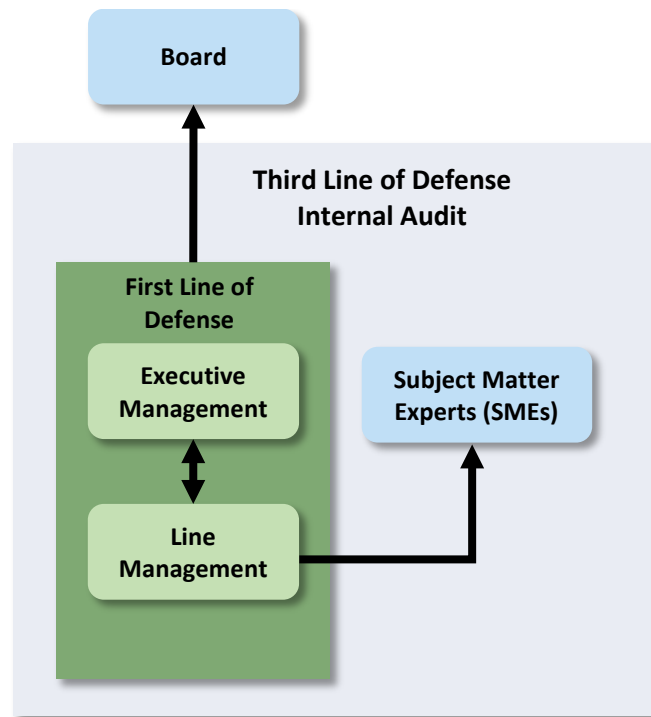 Board
Third Line of Defense
Internal Audit
First Line of
Defense
Executive
Management
Subject Matter
Experts (SMEs)
Line
Management